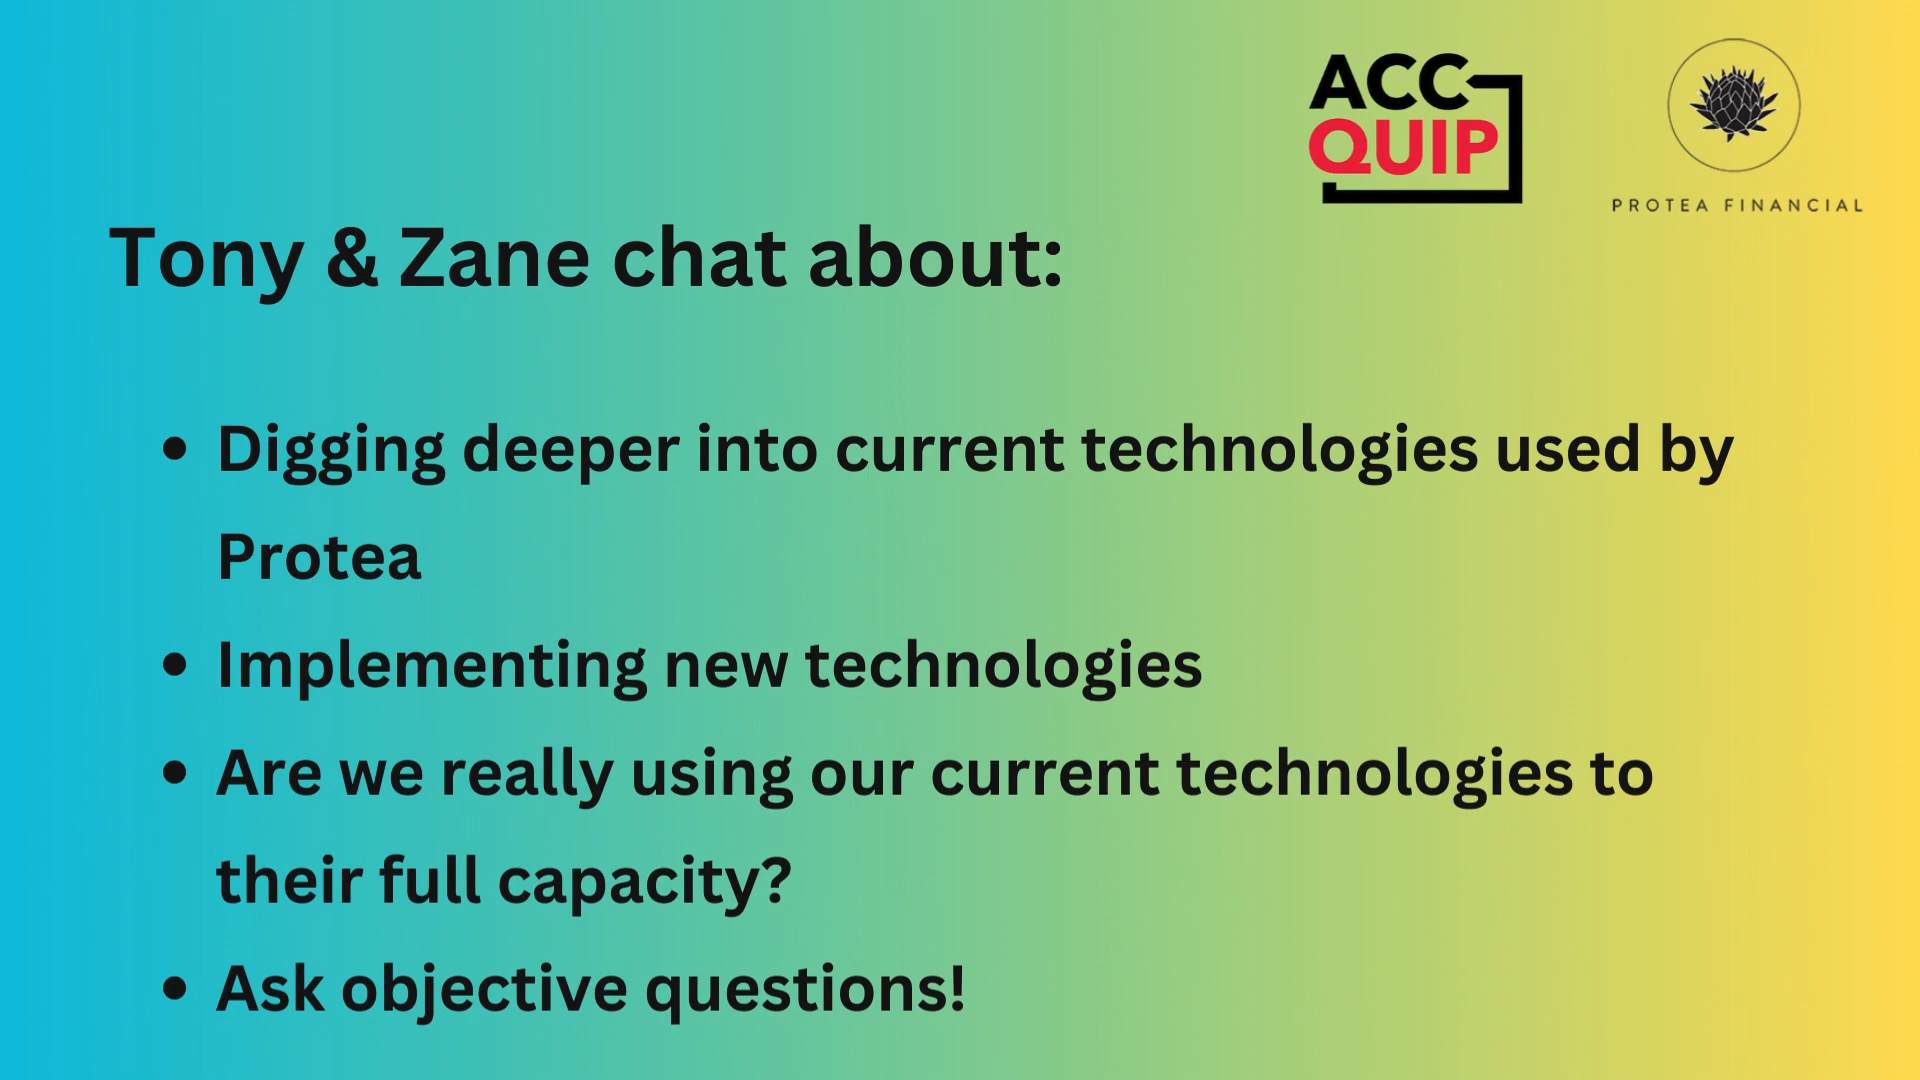 ACC
QUIP
PROTEA FINANCIAL
Tony & Zane chat about:
• Digging deeper into current technologies used by
Protea
• Implementing new technologies
• Are we really using our current technologies to
their full capacity?
• Ask objective questions!